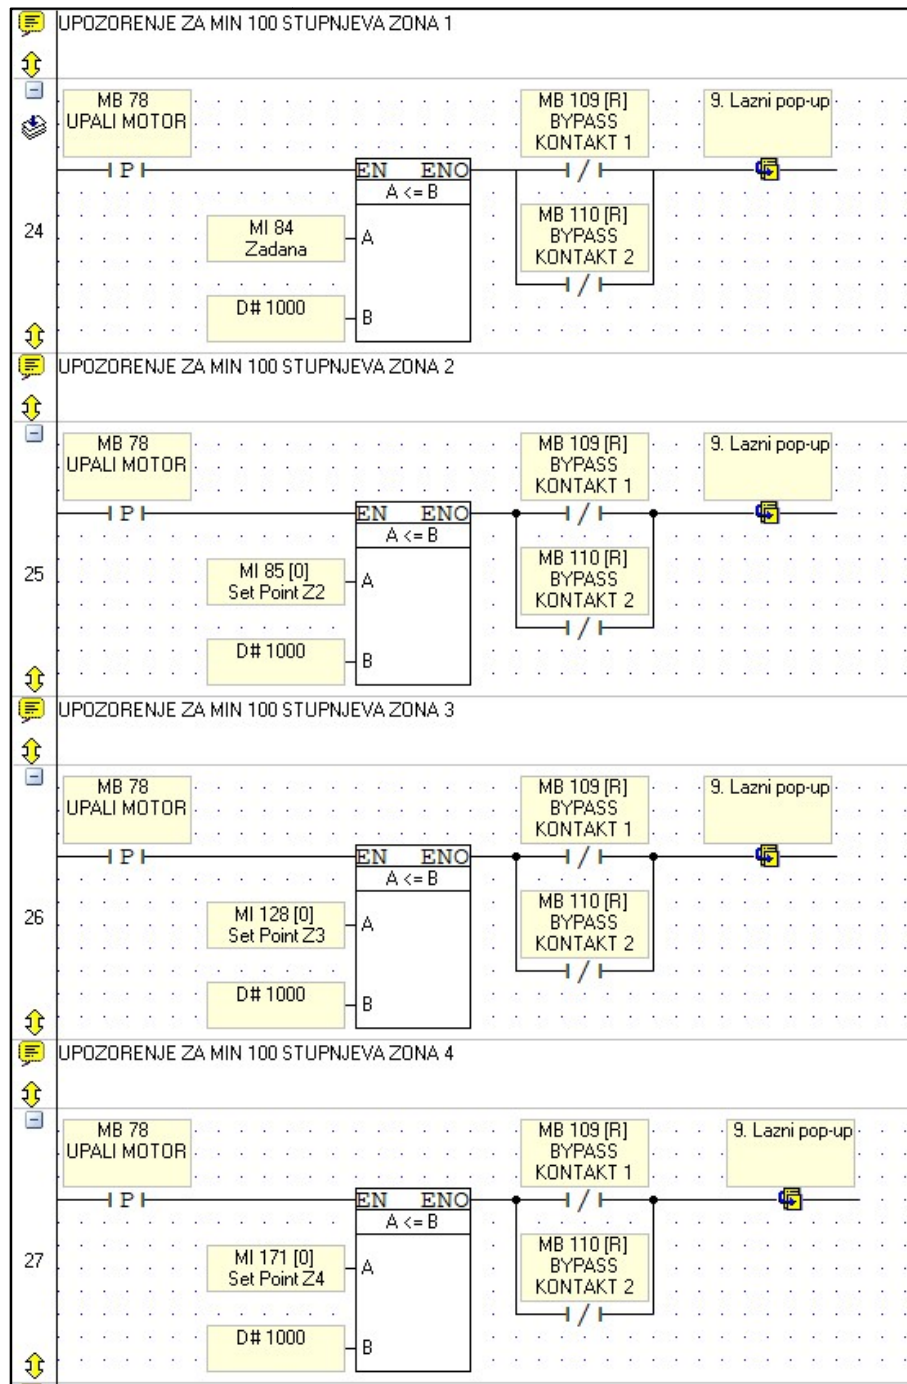 UPOZORENJE ZA MIN 100 STUPNJEVA ZONA 1
MB 78
UPALI MOTOR
P
EN ENO
A <= B
MI 84
Zadana
A
D# 1000
B
MB 109 [R]
BYPASS
KONTAKT 1
MB 110 [R]
BYPASS
KONTAKT 2
9. Lazni pop-up
24
UPOZORENJE ZA MIN 100 STUPNJEVA ZONA 2
MB 78
UPALI MOTOR
P
EN ENO
A <= B
MI 85 [0]
Set Point Z2
A
D# 1000
B
MB 109 [R]
BYPASS
KONTAKT 1
MB 110 [R]
BYPASS
KONTAKT 2
9. Lazni pop-up
25
UPOZORENJE ZA MIN 100 STUPNJEVA ZONA 3
MB 78
UPALI MOTOR
P
EN ENO
A <= B
MI 128 [0]
Set Point Z3
A
D# 1000
B
MB 109 [R]
BYPASS
KONTAKT 1
MB 110 [R]
BYPASS
KONTAKT 2
9. Lazni pop-up
26
UPOZORENJE ZA MIN 100 STUPNJEVA ZONA 4
MB 78
UPALI MOTOR
P
EN ENO
A <= B
MI 171 [0]
Set Point Z4
A
D# 1000
B
MB 109 [R]
BYPASS
KONTAKT 1
MB 110 [R]
BYPASS
KONTAKT 2
9. Lazni pop-up
27